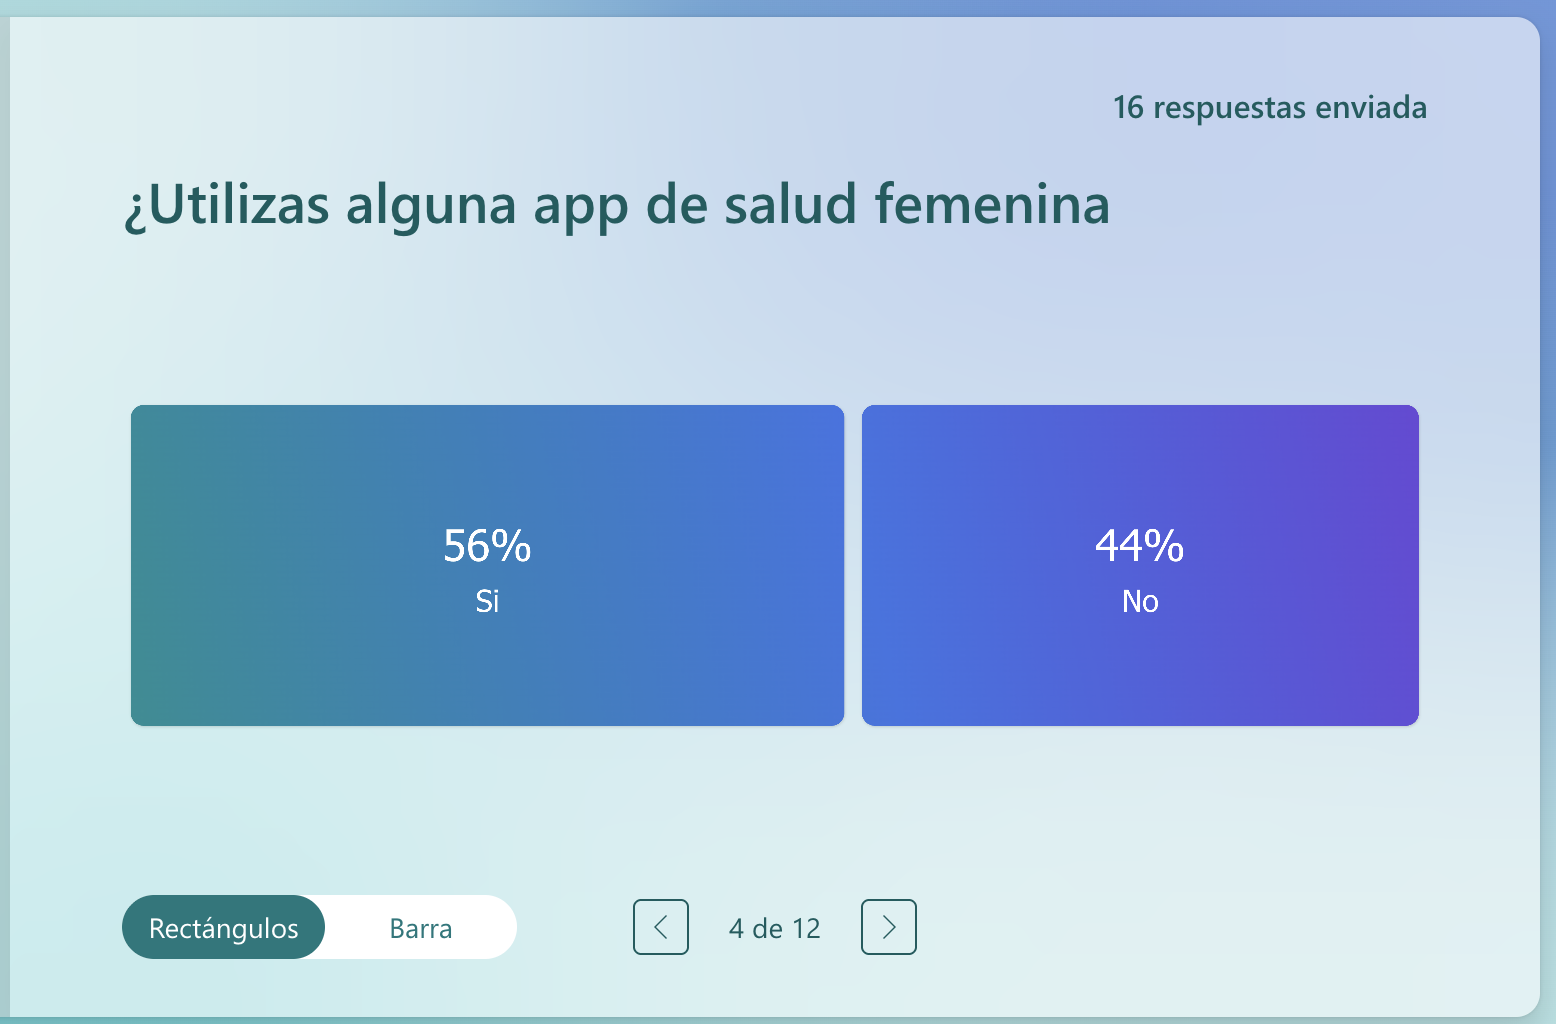 16 respuestas enviada
¿Utilizas alguna app de salud femenina
56%
Si
44%
No
Rectángulos
Barra
4 de 12